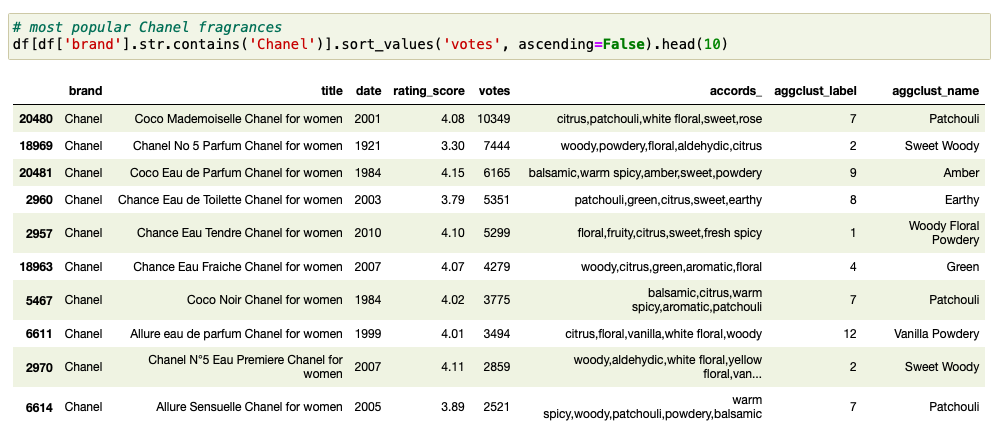 # most popular Chanel fragrances
df[df['brand'].str.contains('Chanel')].sort_values('votes', ascending=False).head(10)
brand title date rating_score votes accords_ aggclust_label aggclust_name
20480 Chanel Coco Mademoiselle Chanel for women 2001 4.08 10349 citrus,patchouli,white floral,sweet,rose 7 Patchouli
18969 Chanel Chanel No 5 Parfum Chanel for women 1921 3.30 7444 woody,powdery,floral,aldehydic,citrus 2 Sweet Woody
20481 Chanel Coco Eau de Parfum Chanel for women 1984 4.15 6165 balsamic,warm spicy,amber,sweet,powdery 9 Amber
2960 Chanel Chance Eau de Toilette Chanel for women 2003 3.79 5351 patchouli,green,citrus,sweet,earthy 8 Earthy
2957 Chanel Chance Eau Tendre Chanel for women 2010 4.10 5299 floral,fruity,citrus,sweet,fresh spicy 1 Woody Floral
Powdery
18963 Chanel Chance Eau Fraiche Chanel for women 2007 4.07 4279 woody,citrus,green,aromatic,floral 4 Green
5467 Chanel Coco Noir Chanel for women 1984 4.02 3775 balsamic,citrus,warm
spicy,aromatic,patchouli 7 Patchouli
6611 Chanel Allure eau de parfum Chanel for women 1999 4.01 3494 citrus,floral,vanilla,white floral,woody 12 Vanilla Powdery
2970 Chanel Chanel N°5 Eau Premiere Chanel for
women 2007 4.11 2859 woody,aldehydic,white floral,yellow
floral,van... 2 Sweet Woody
6614 Chanel Allure Sensuelle Chanel for women 2005 3.89 2521 warm
spicy,woody,patchouli,powdery,balsamic 7 Patchouli